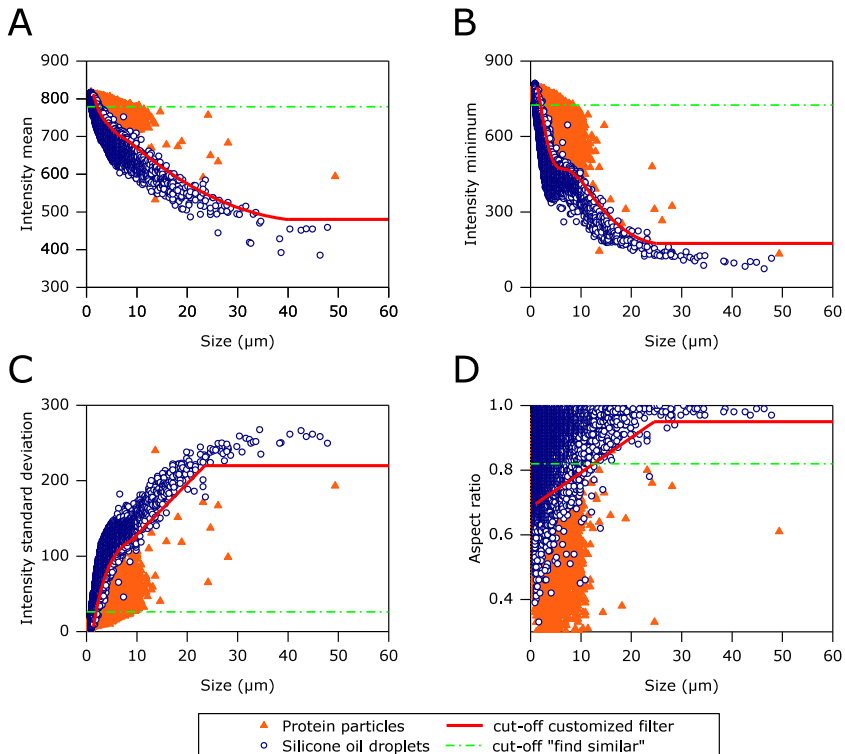 A
900
800
700
600
500
400
300
0 10 20 30 40 50 60
Intensity mean
Size (µm)
B
900
600
300
0
0 10 20 30 40 50 60
Intensity minimum
Size (µm)
C
300
200
100
0
0 10 20 30 40 50 60
Intensity standard deviation
Size (µm)
D
1.0
0.8
0.6
0.4
0 10 20 30 40 50 60
Aspect ratio
Size (µm)
Protein particles
cut-off customized filter
Silicone oil droplets
cut-off "find similar"